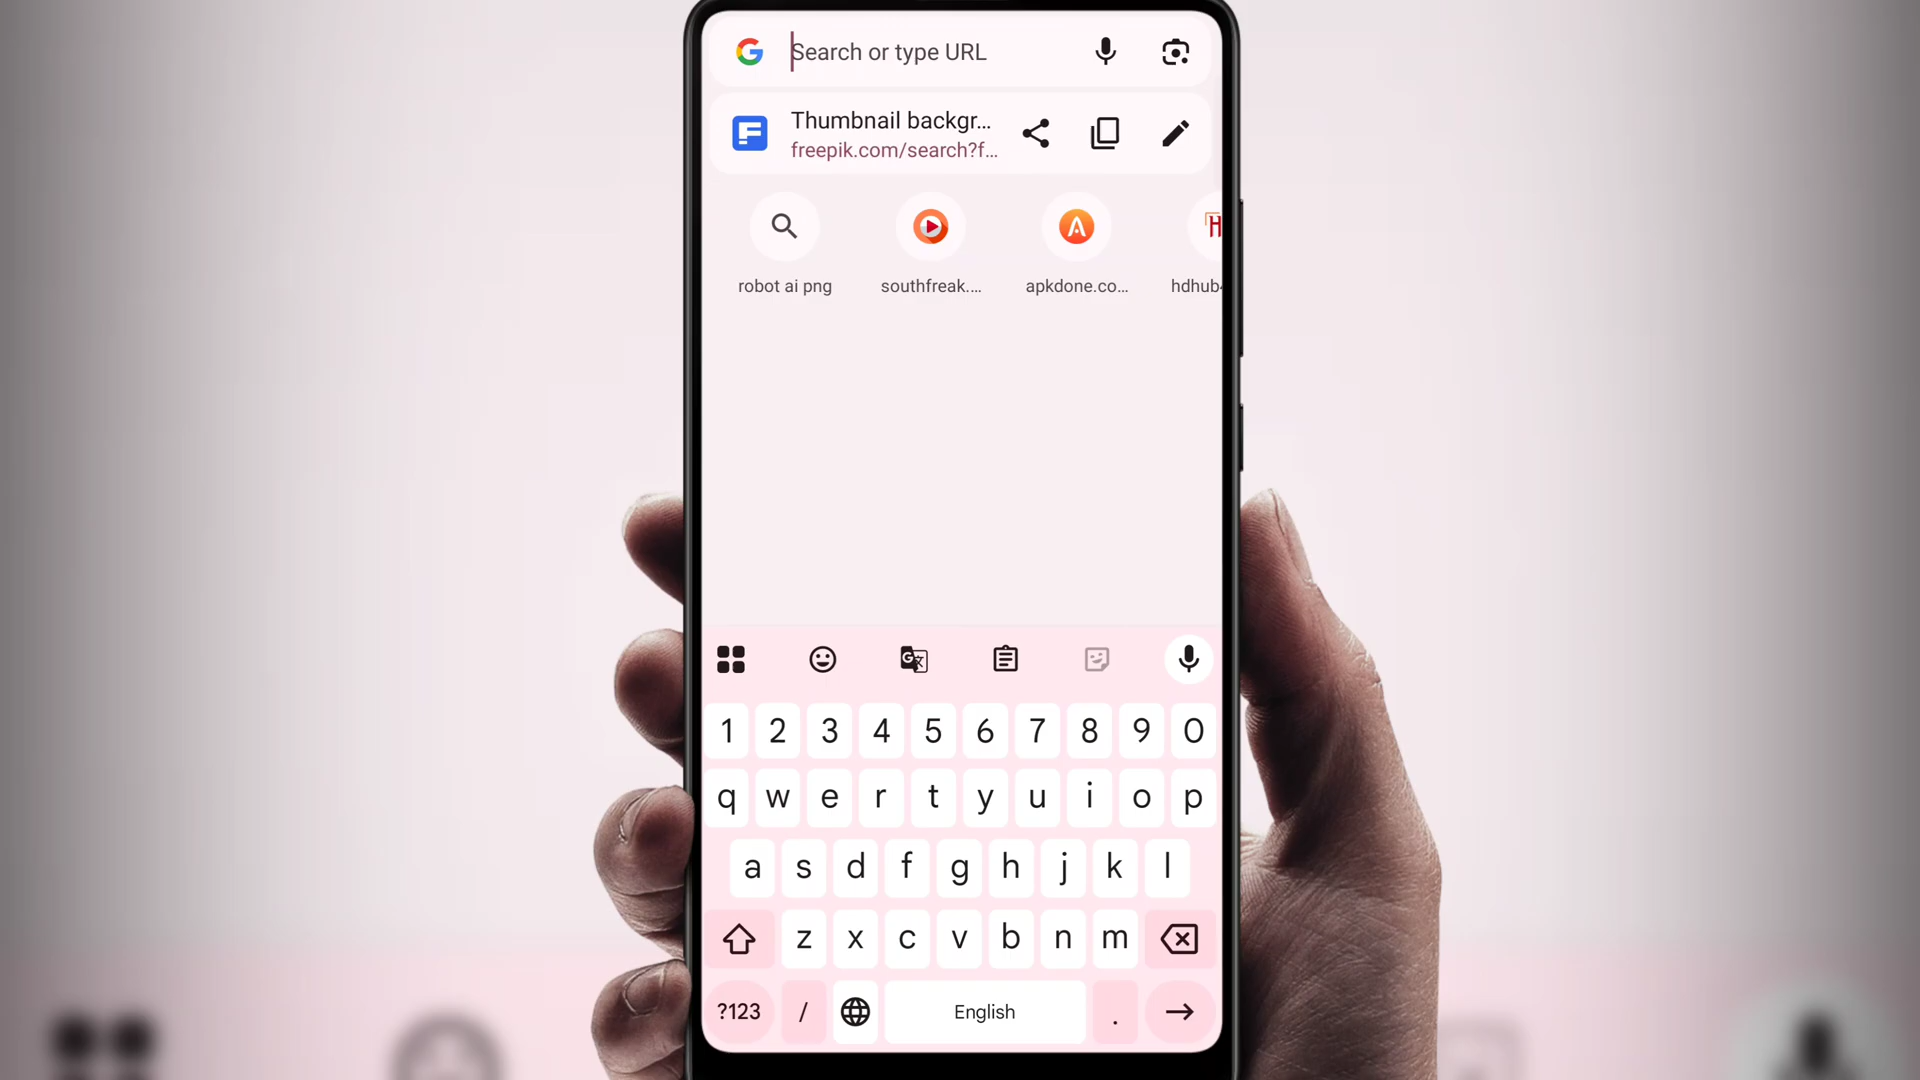 Search or type URL
Thumbnail backgr...
freepik.com/search?f...
robot ai png
southfreak....
apkdone.co...
hdhub4
1 2 3 4 5 6 7 8 9 0
q w e r t y u i o p
a s d f g h j k l
z x c v b n m
?123 / English .